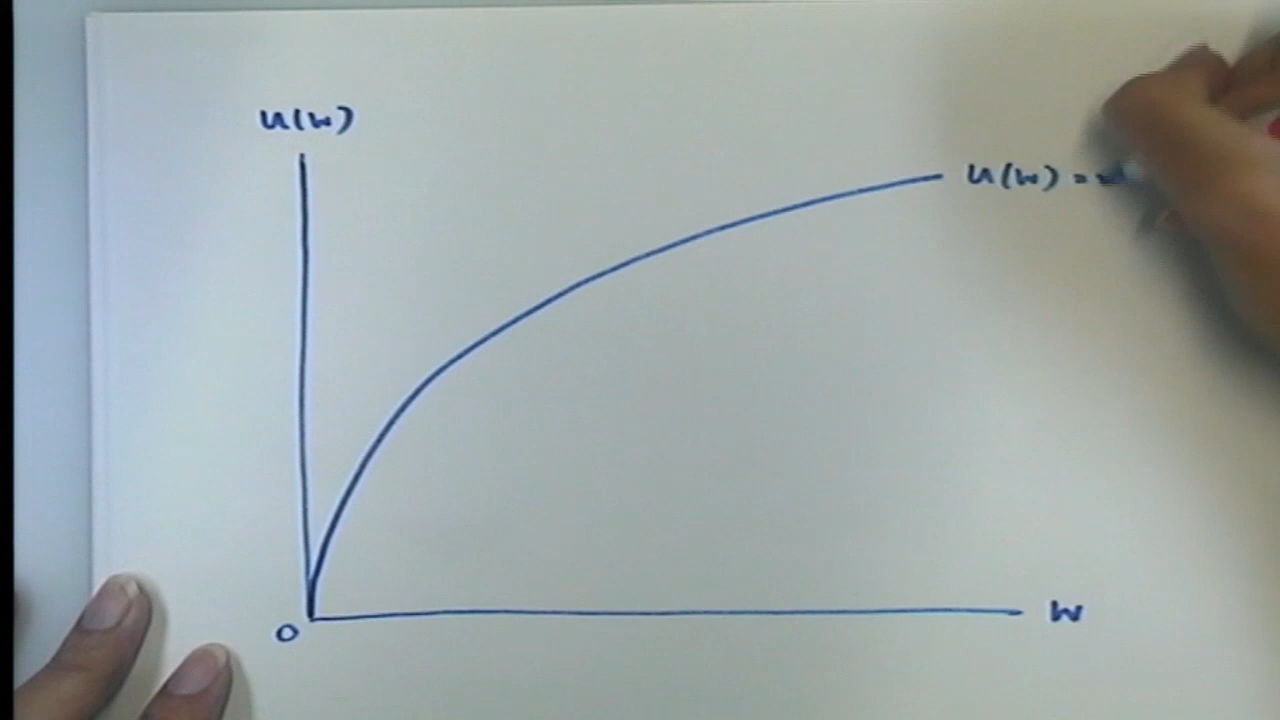 u(w)
u(w) =
0
w